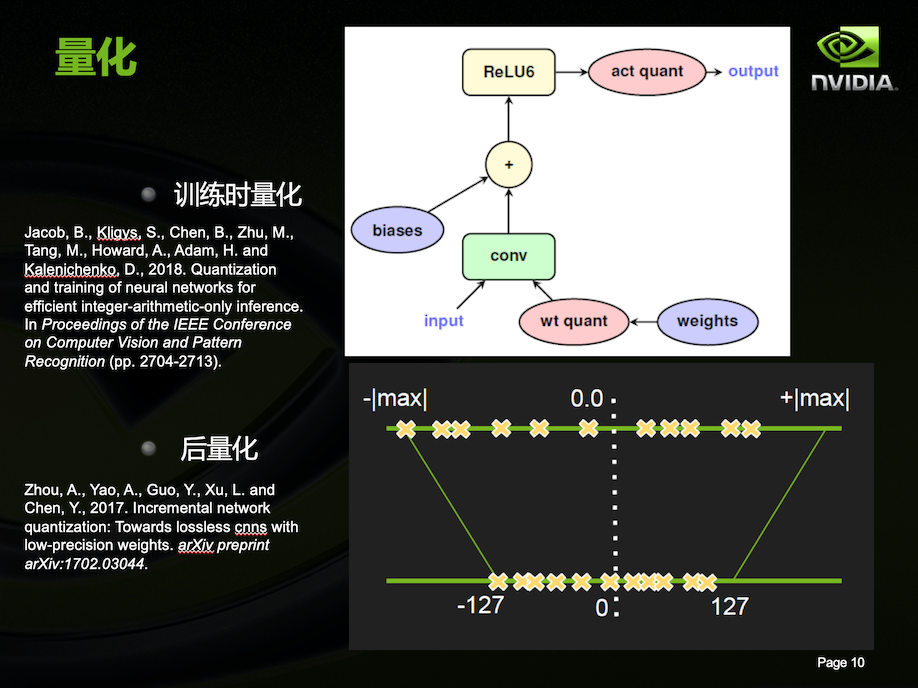 量化
NVIDIA.
ReLU6
act quant
output
+
biases
conv
input
wt quant
weights
训练时量化
Jacob, B., Kligys, S., Chen, B., Zhu, M.,
Tang, M., Howard, A., Adam, H. and
Kalenichenko, D., 2018. Quantization
and training of neural networks for
efficient integer-arithmetic-only inference.
In Proceedings of the IEEE Conference
on Computer Vision and Pattern
Recognition (pp. 2704-2713).
-|max|
0.0
+|max|
-127
0
127
后量化
Zhou, A., Yao, A., Guo, Y., Xu, L. and
Chen, Y., 2017. Incremental network
quantization: Towards lossless cnns with
low-precision weights. arXiv preprint
arXiv:1702.03044.
Page 10